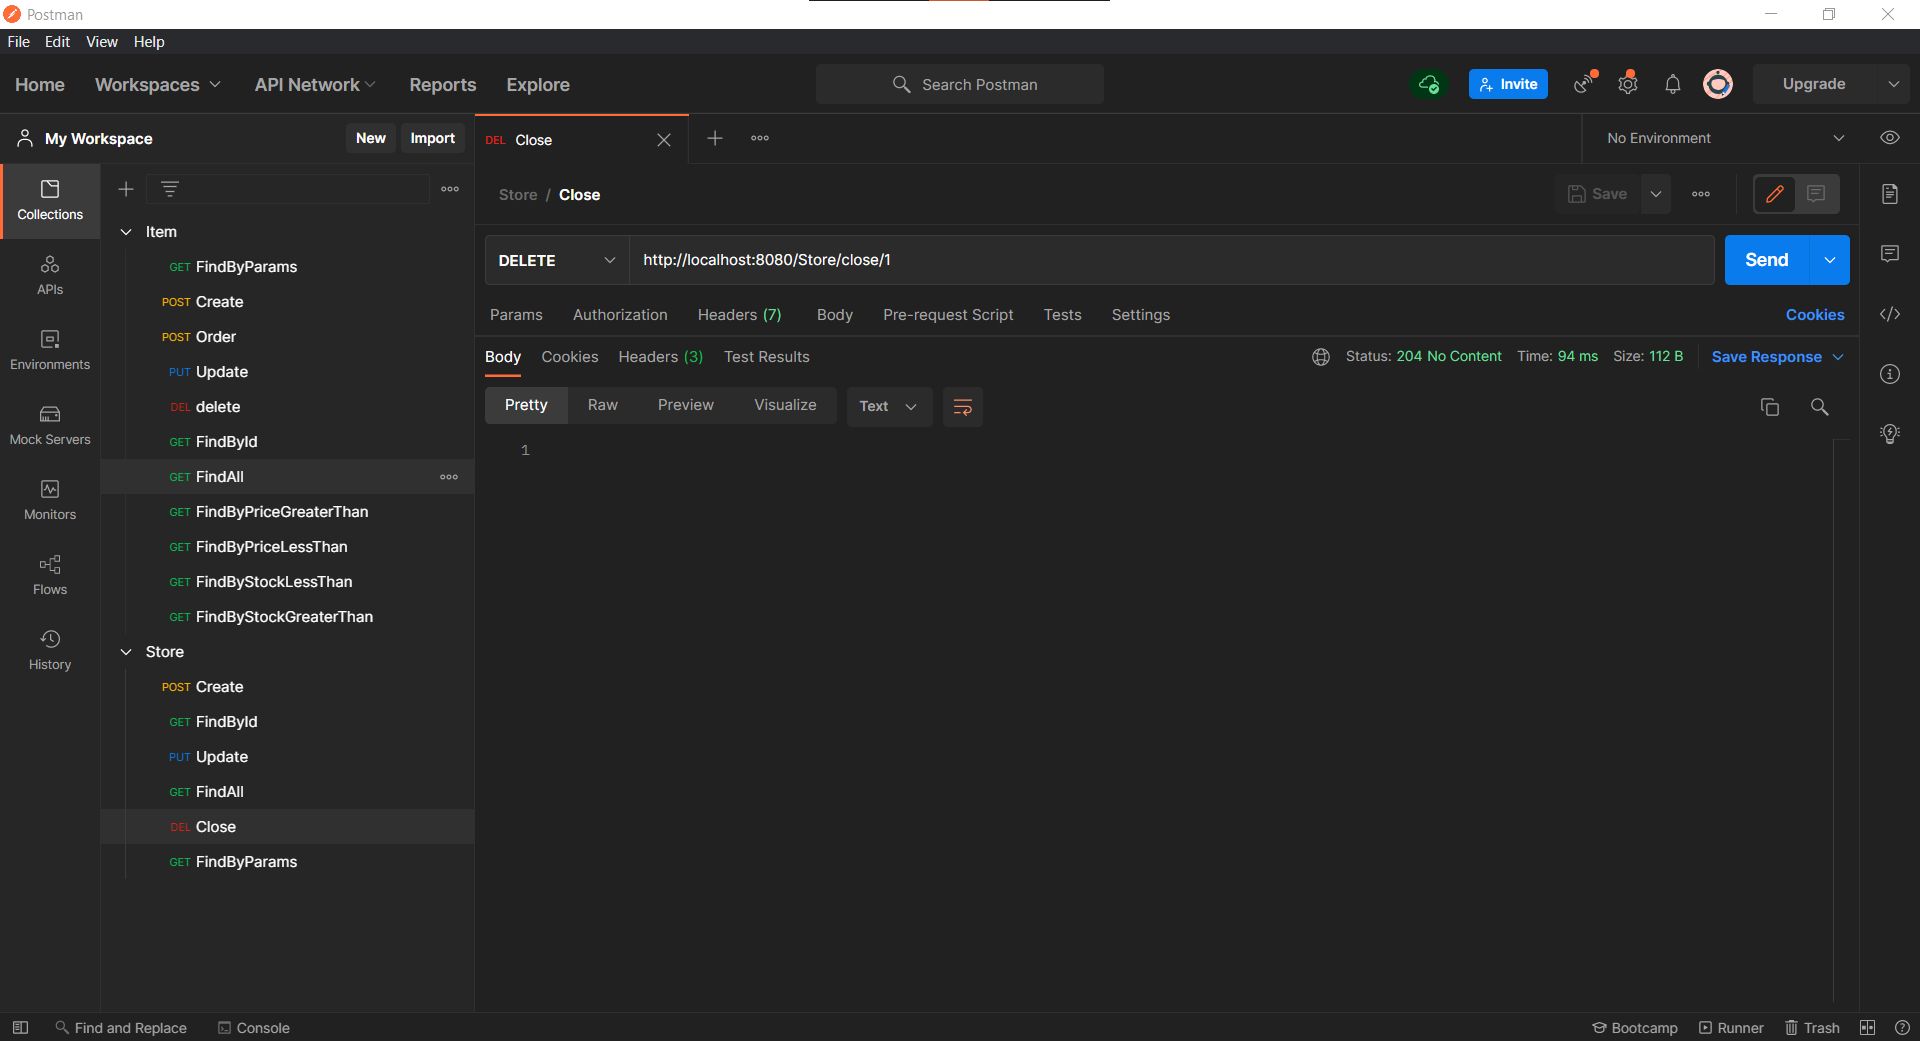 Postman
File Edit View Help
Home Workspaces API Network Reports Explore Search Postman Invite Upgrade
My Workspace New Import DEL Close No Environment
Collections
APIs
Environments
Mock Servers
Monitors
Flows
History
Item
GET FindByParams
POST Create
POST Order
PUT Update
DEL delete
GET FindById
GET FindAll
GET FindByPriceGreaterThan
GET FindByPriceLessThan
GET FindByStockLessThan
GET FindByStockGreaterThan
Store
POST Create
GET FindById
PUT Update
GET FindAll
DEL Close
GET FindByParams
Store / Close Save
DELETE http://localhost:8080/Store/close/1 Send
Params Authorization Headers (7) Body Pre-request Script Tests Settings Cookies
Body Cookies Headers (3) Test Results Status: 204 No Content Time: 94 ms Size: 112 B Save Response
Pretty Raw Preview Visualize Text
1
Find and Replace Console Bootcamp Runner Trash